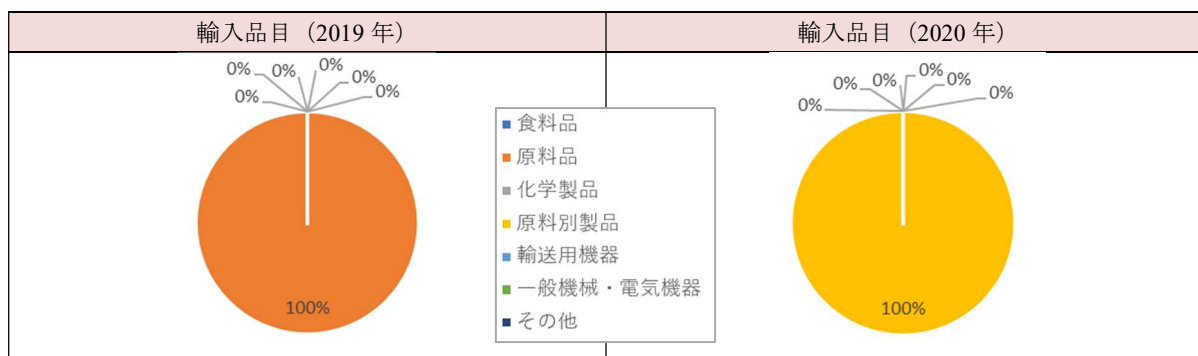 輸入品目（2019 年）
輸入品目（2020 年）
0%
0%
0%
0%
0%
0%
100%
食料品
原料品
化学製品
原料別製品
輸送用機器
一般機械・電気機器
その他
0%
0%
0%
0%
0%
0%
100%